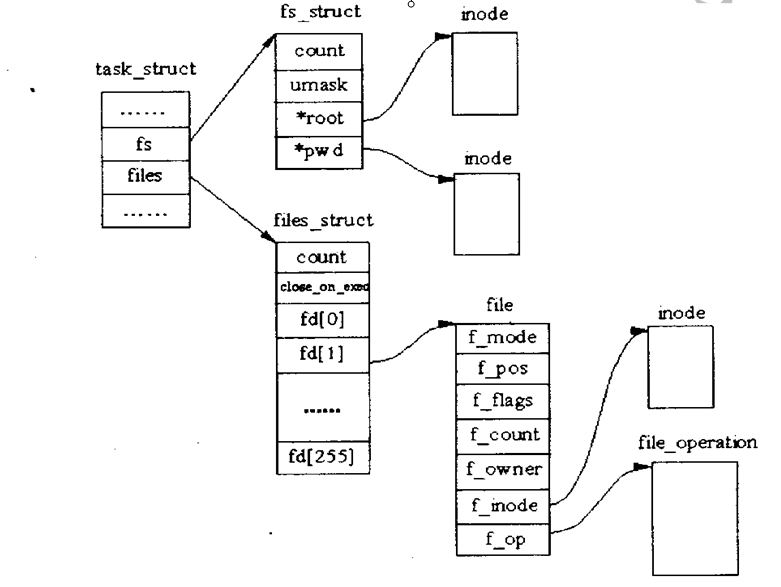 fs_struct
inode
count
umask
*root
*pwd
task_struct
......
fs
files
......
inode
files_struct
count
close_on_exec
fd[0]
fd[1]
......
fd[255]
file
f_mode
f_pos
f_flags
f_count
f_owner
f_inode
f_op
inode
file_operation